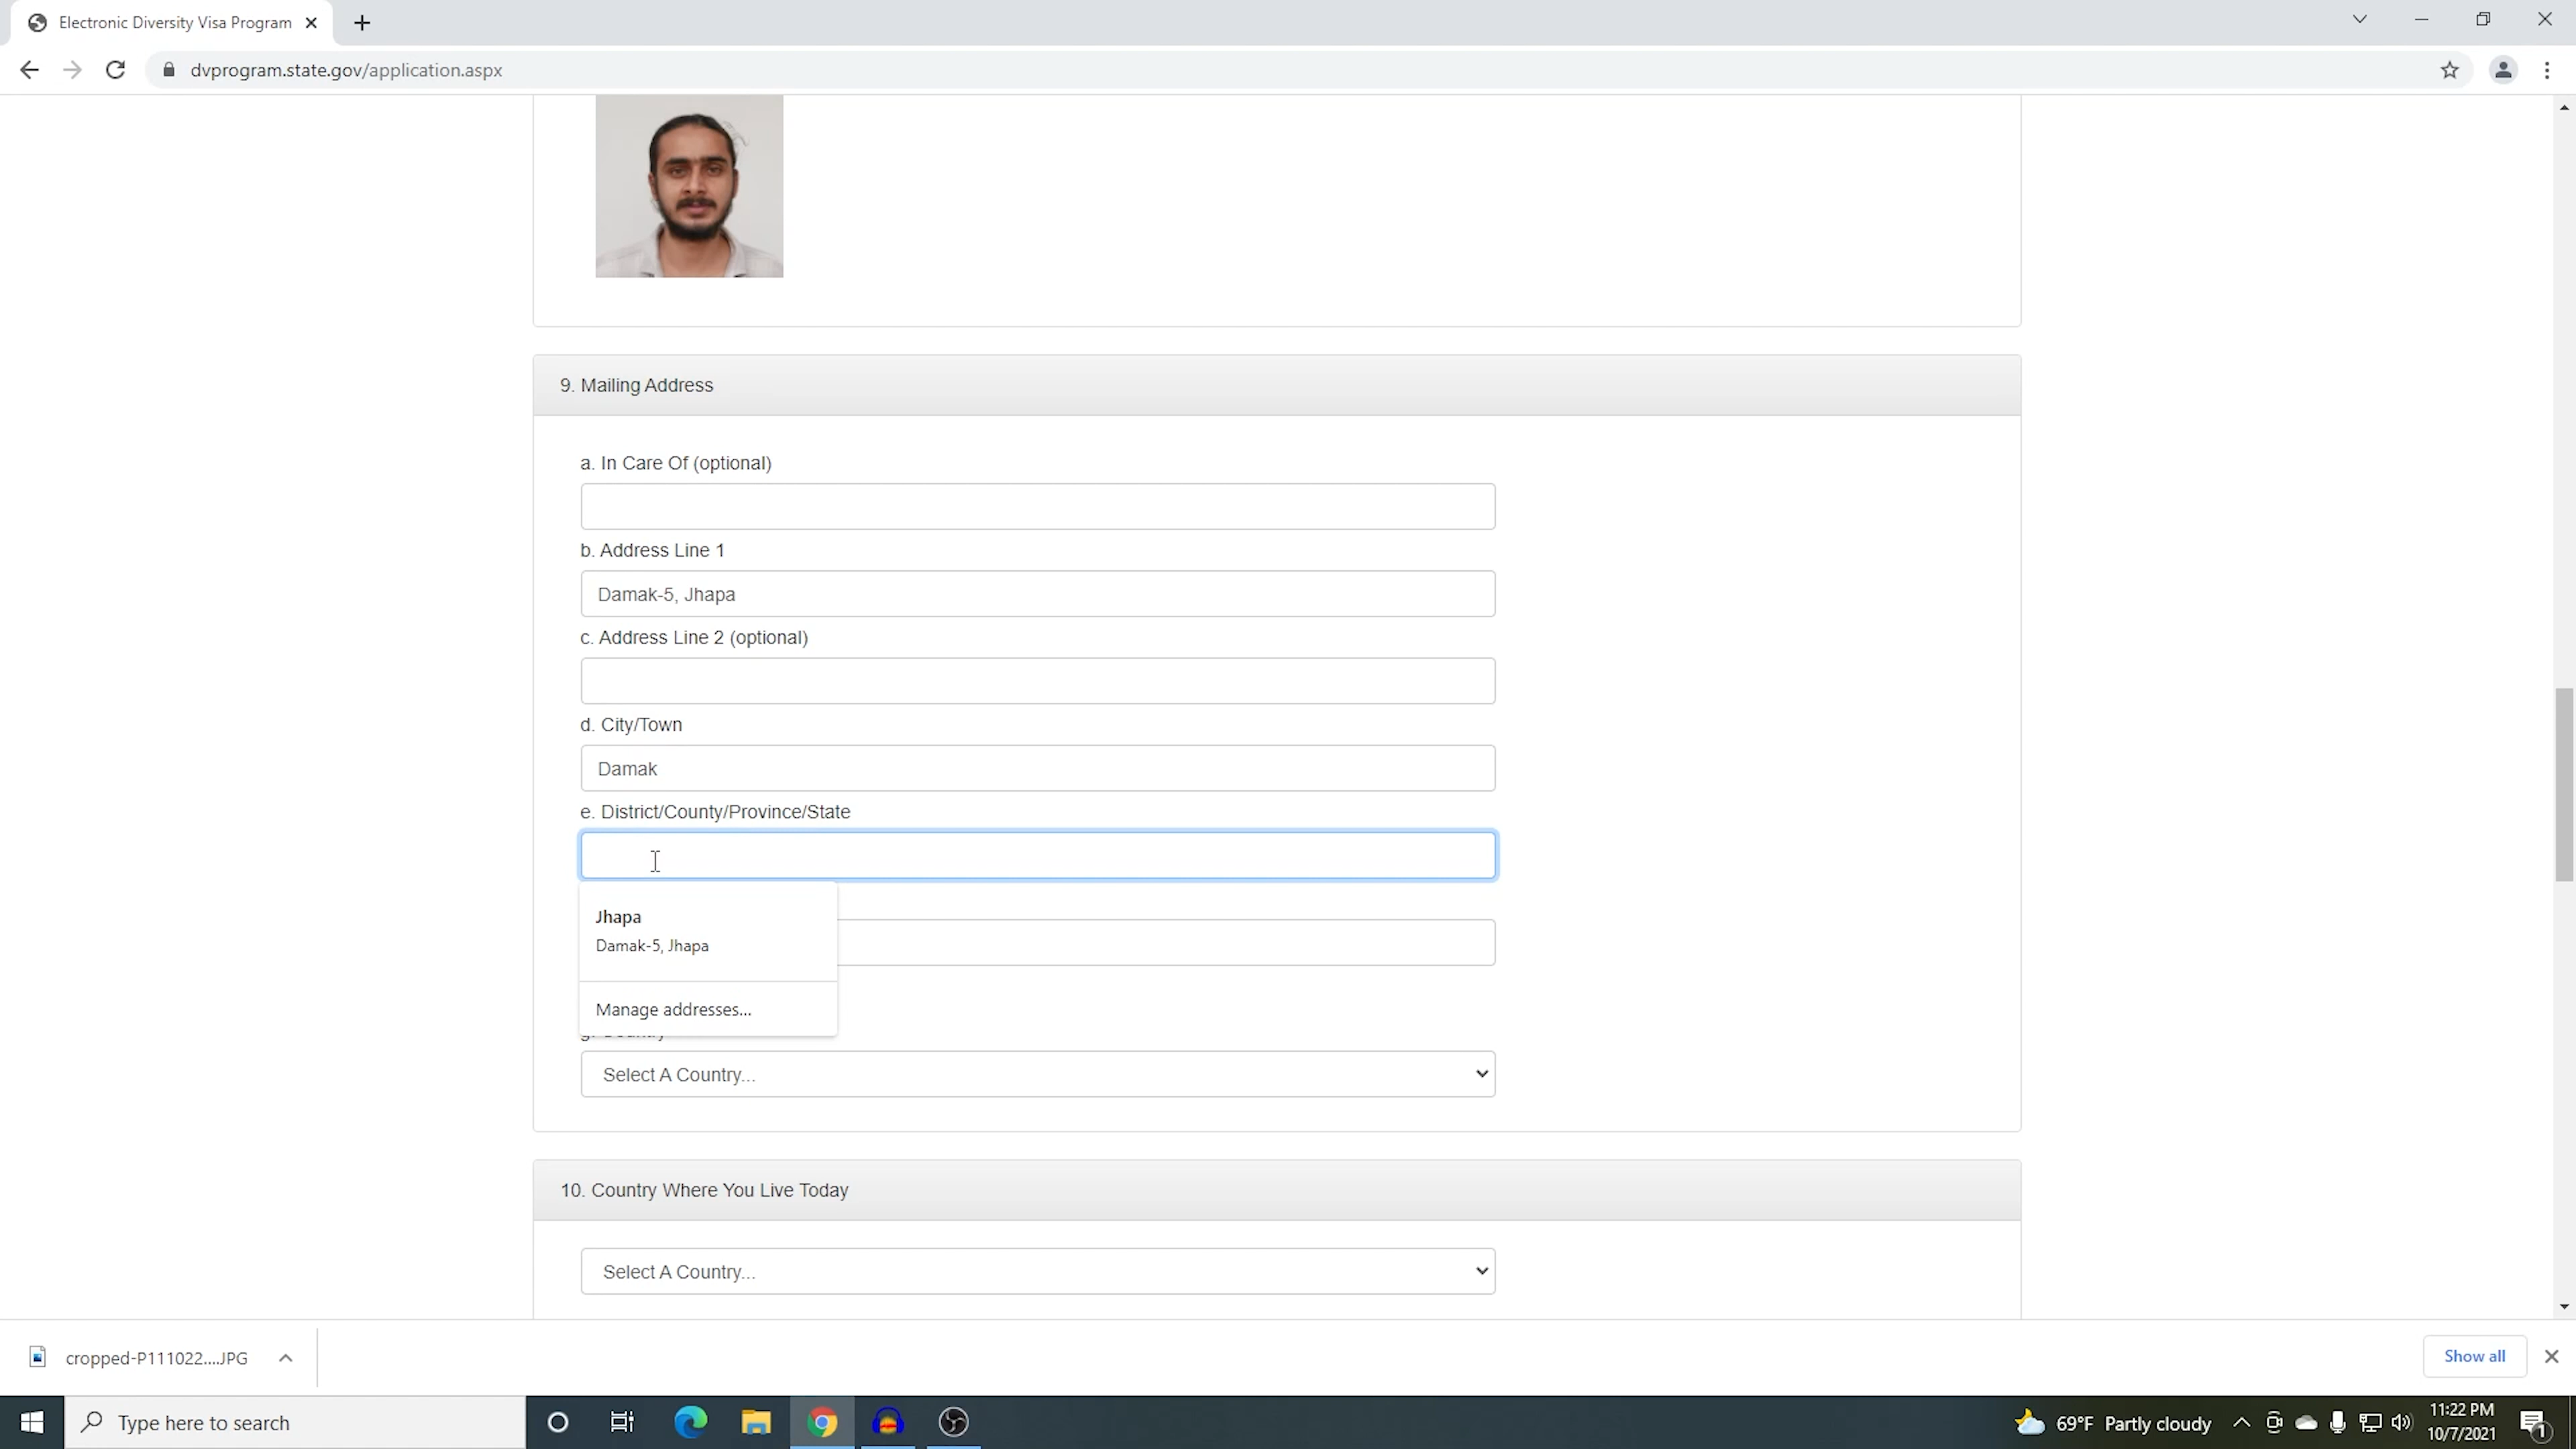 Electronic Diversity Visa Program
dvprogram.state.gov/application.aspx
9. Mailing Address
a. In Care Of (optional)
b. Address Line 1
Damak-5, Jhapa
c. Address Line 2 (optional)
d. City/Town
Damak
e. District/County/Province/State
Jhapa
Damak-5, Jhapa
Manage addresses...
g. Country
Select A Country...
10. Country Where You Live Today
Select A Country...
cropped-P111022....JPG
Show all
Type here to search
69°F Partly cloudy
11:22 PM
10/7/2021
1